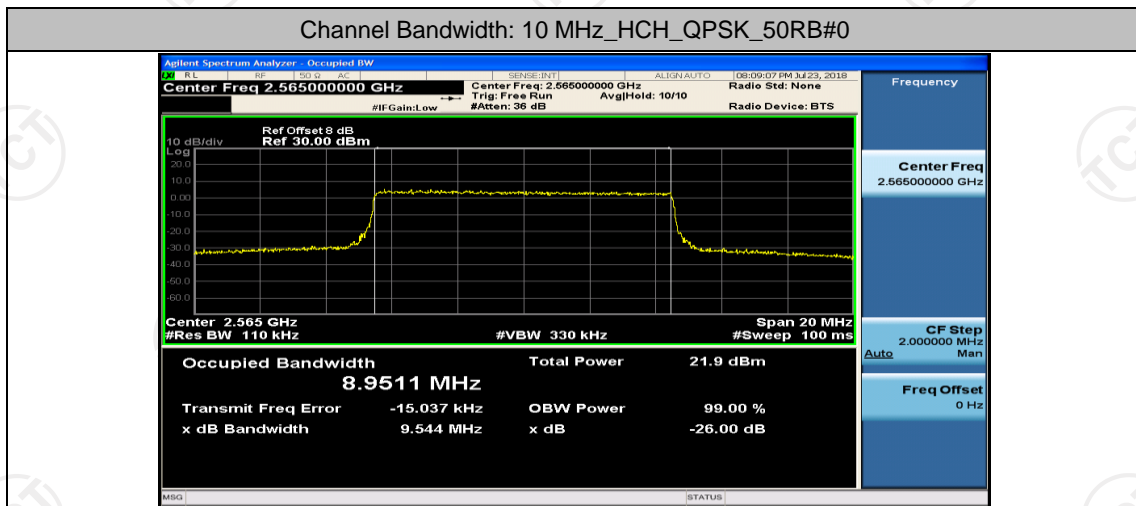 Channel Bandwidth: 10 MHz_HCH_QPSK_50RB#0
Agilent Spectrum Analyzer - Occupied BW
LXI RL RF 50 Ω AC SENSE:INT ALIGNAUTO 08:09:07 PM Jul 23, 2018
Center Freq 2.565000000 GHz
Center Freq: 2.565000000 GHz
Radio Std: None
Trig: Free Run Avg|Hold: 10/10
#IFGain:Low #Atten: 36 dB Radio Device: BTS
Frequency
Ref Offset 8 dB
10 dB/div Ref 30.00 dBm
Log
20.0
10.0
0.00
-10.0
-20.0
-30.0
-40.0
-50.0
-60.0
Center 2.565 GHz Span 20 MHz
#Res BW 110 kHz #VBW 330 kHz #Sweep 100 ms
Center Freq
2.565000000 GHz
CF Step
2.000000 MHz
Auto Man
Freq Offset
0 Hz
Occupied Bandwidth Total Power 21.9 dBm
8.9511 MHz
Transmit Freq Error -15.037 kHz OBW Power 99.00 %
x dB Bandwidth 9.544 MHz x dB -26.00 dB
MSG STATUS
TCT
TCT
TCT